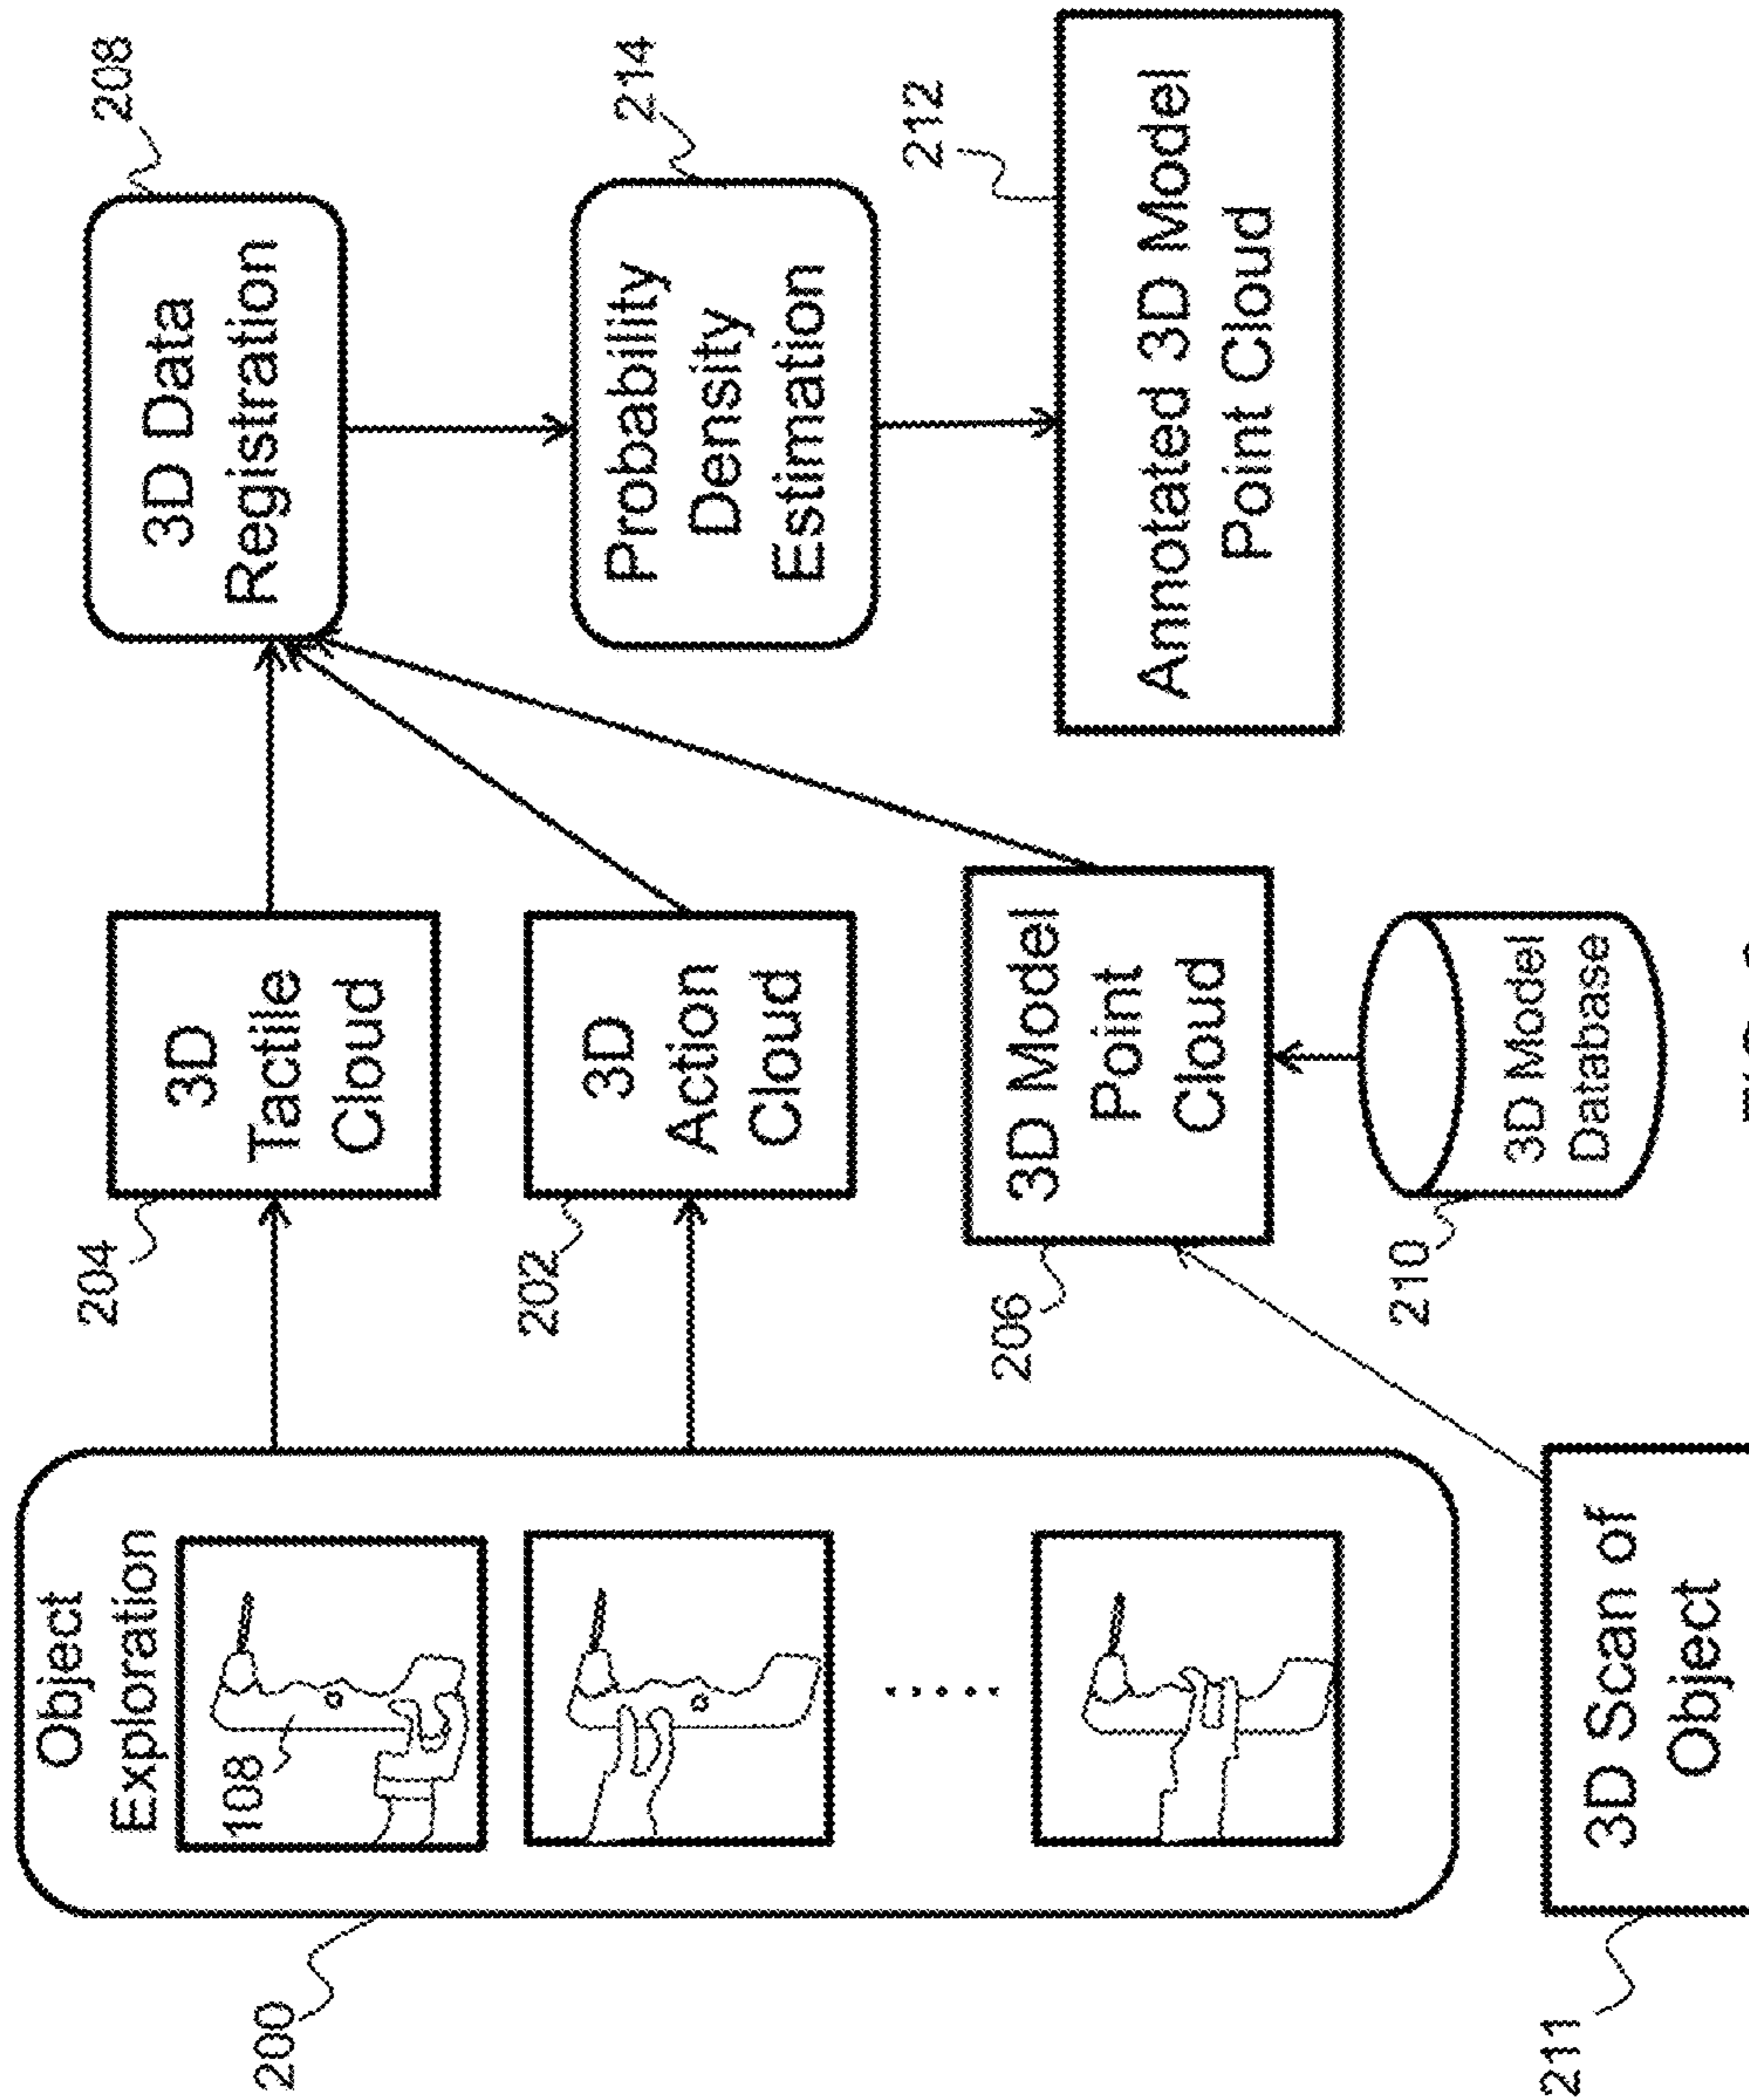 200
Object
Exploration
108
204
3D
Tactile
Cloud
202
3D
Action
Cloud
206
3D Model
Point
Cloud
210
3D Model
Database
211
3D Scan of
Object
208
3D Data
Registration
214
Probability
Density
Estimation
212
Annotated 3D Model
Point Cloud